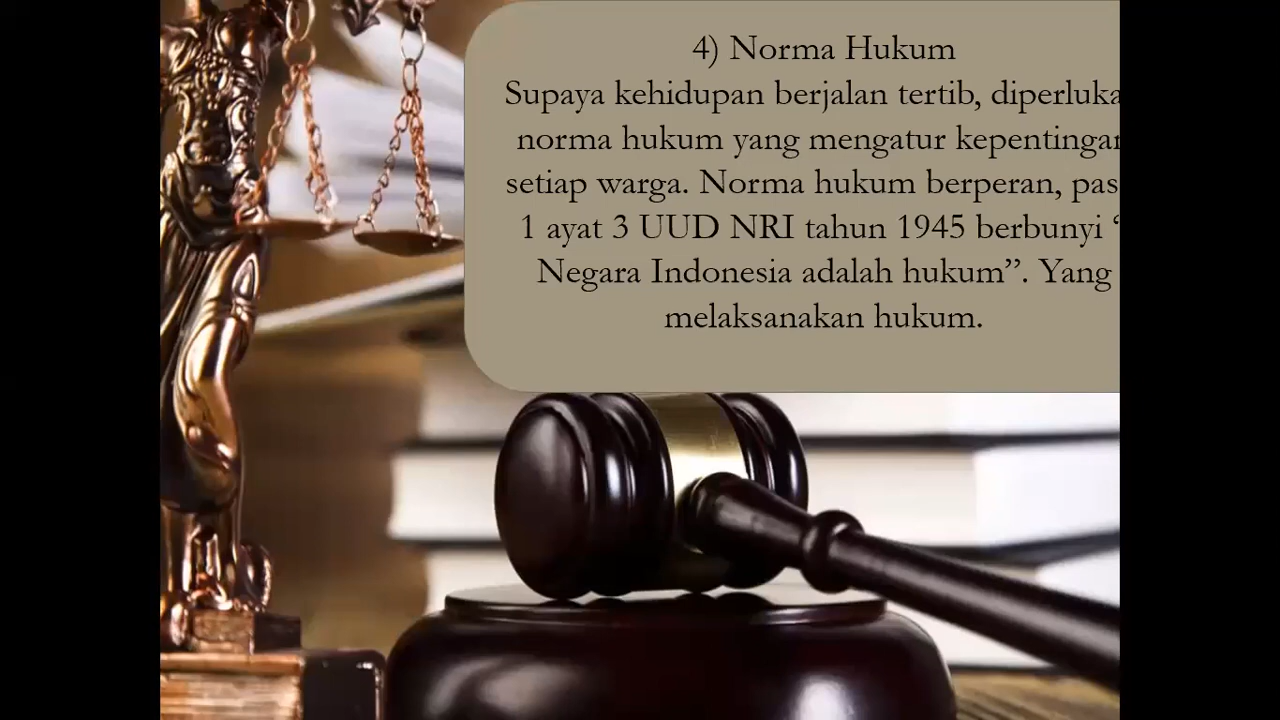 4) Norma Hukum
Supaya kehidupan berjalan tertib, diperluka
norma hukum yang mengatur kepentingan
setiap warga. Norma hukum berperan, pas
1 ayat 3 UUD NRI tahun 1945 berbunyi “
Negara Indonesia adalah hukum”. Yang
melaksanakan hukum.